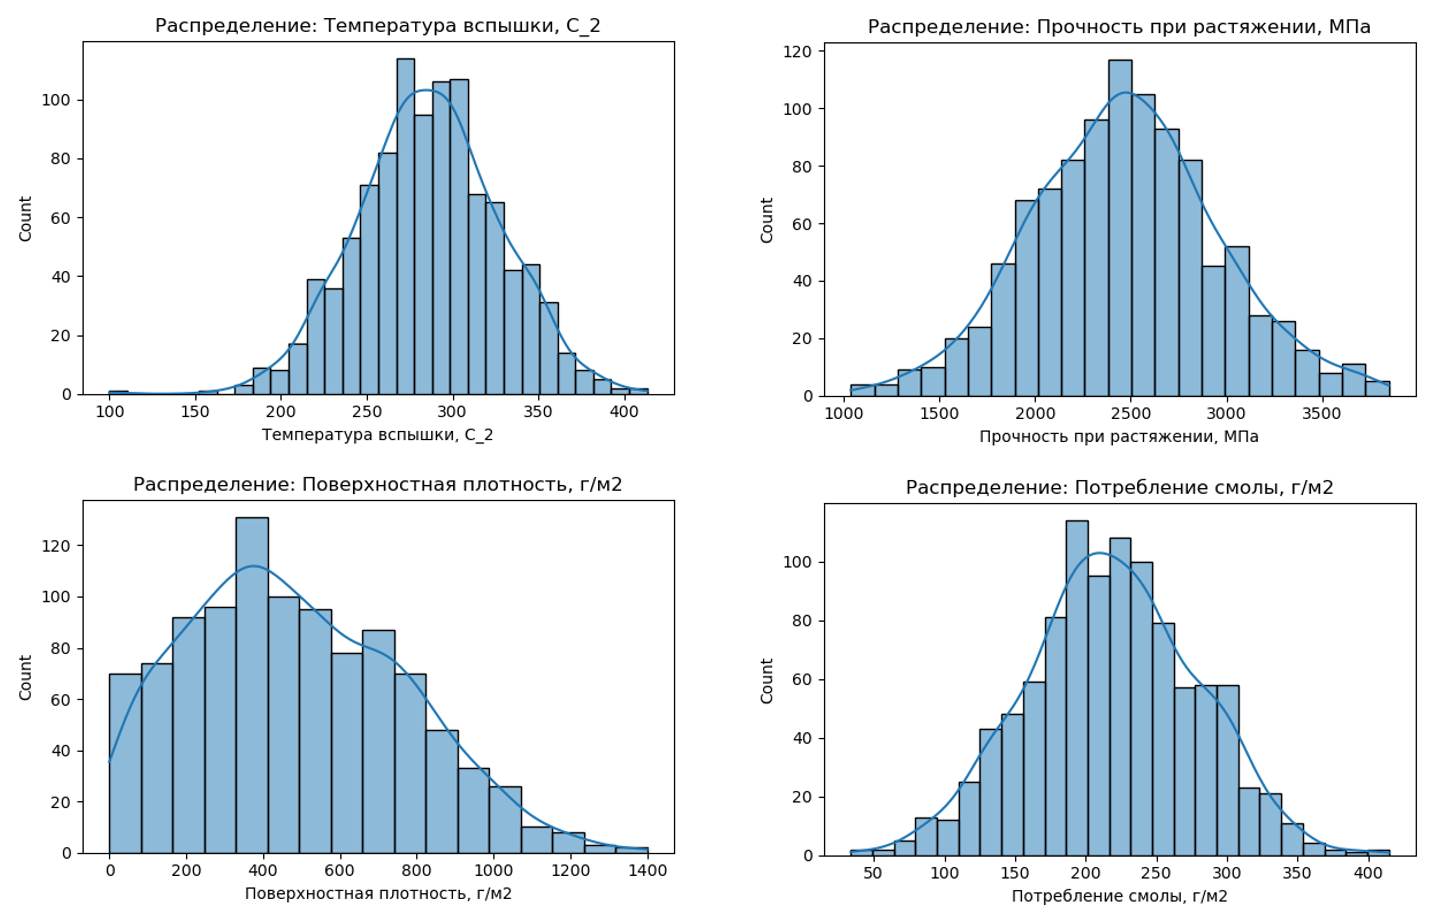 Распределение: Температура вспышки, С_2
Count
100
80
60
40
20
0
100 150 200 250 300 350 400
Температура вспышки, С_2
Распределение: Прочность при растяжении, МПа
Count
120
100
80
60
40
20
0
1000 1500 2000 2500 3000 3500
Прочность при растяжении, МПа
Распределение: Поверхностная плотность, г/м2
Count
120
100
80
60
40
20
0
0 200 400 600 800 1000 1200 1400
Поверхностная плотность, г/м2
Распределение: Потребление смолы, г/м2
Count
100
80
60
40
20
0
50 100 150 200 250 300 350 400
Потребление смолы, г/м2